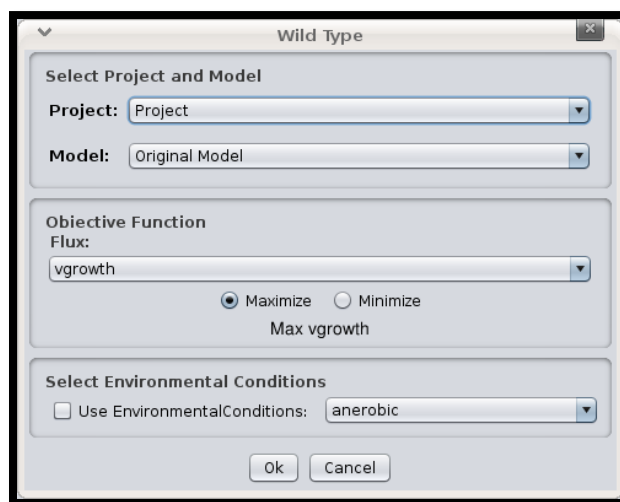 Wild Type
Select Project and Model
Project: Project
Model: Original Model
Obiective Function
Flux:
vgrowth
Maximize Minimize
Max vgrowth
Select Environmental Conditions
Use EnvironmentalConditions: anerobic
Ok Cancel